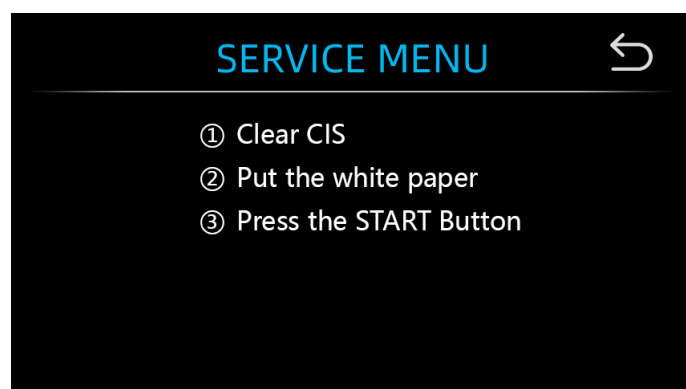 SERVICE MENU
① Clear CIS
② Put the white paper
③ Press the START Button